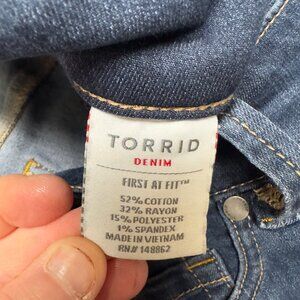 TORRID
DENIM
FIRST AT FIT™
52% COTTON
32% RAYON
15% POLYESTER
1% SPANDEX
MADE IN VIETNAM
RN# 148862